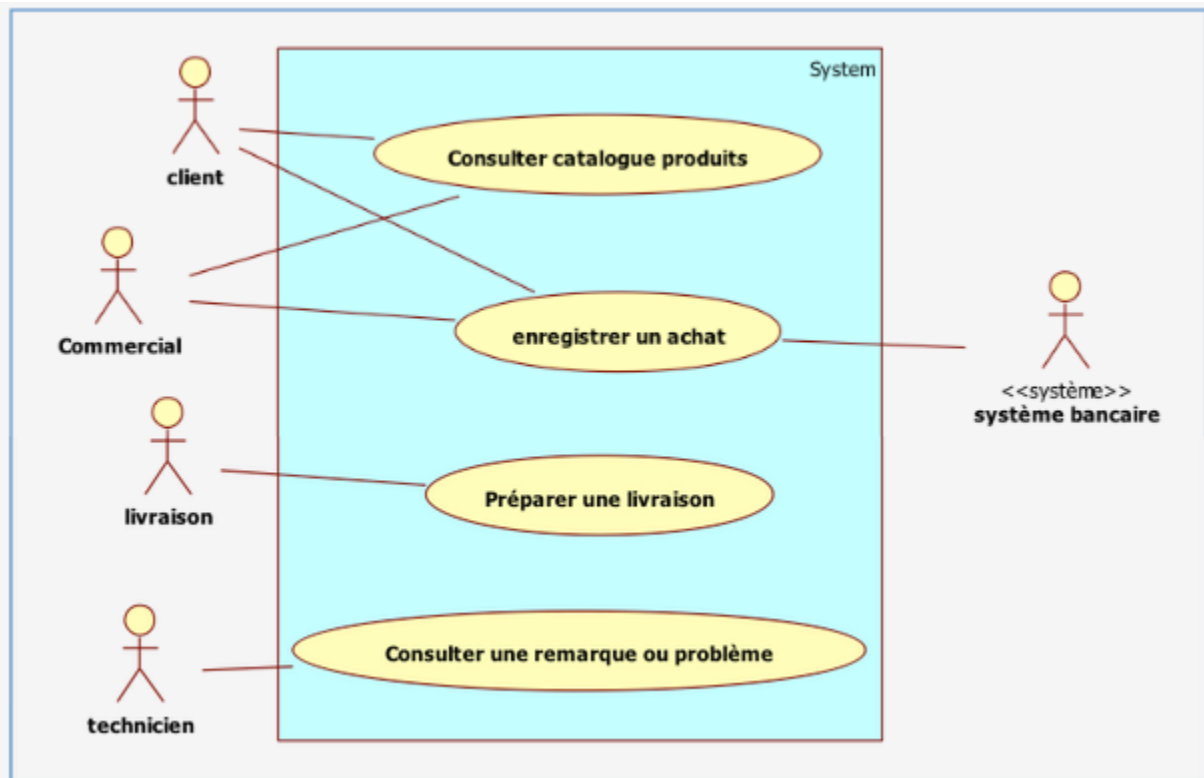 System
client
Consulter catalogue produits
Commercial
enregistrer un achat
<<système>>
système bancaire
livraison
Préparer une livraison
technicien
Consulter une remarque ou problème